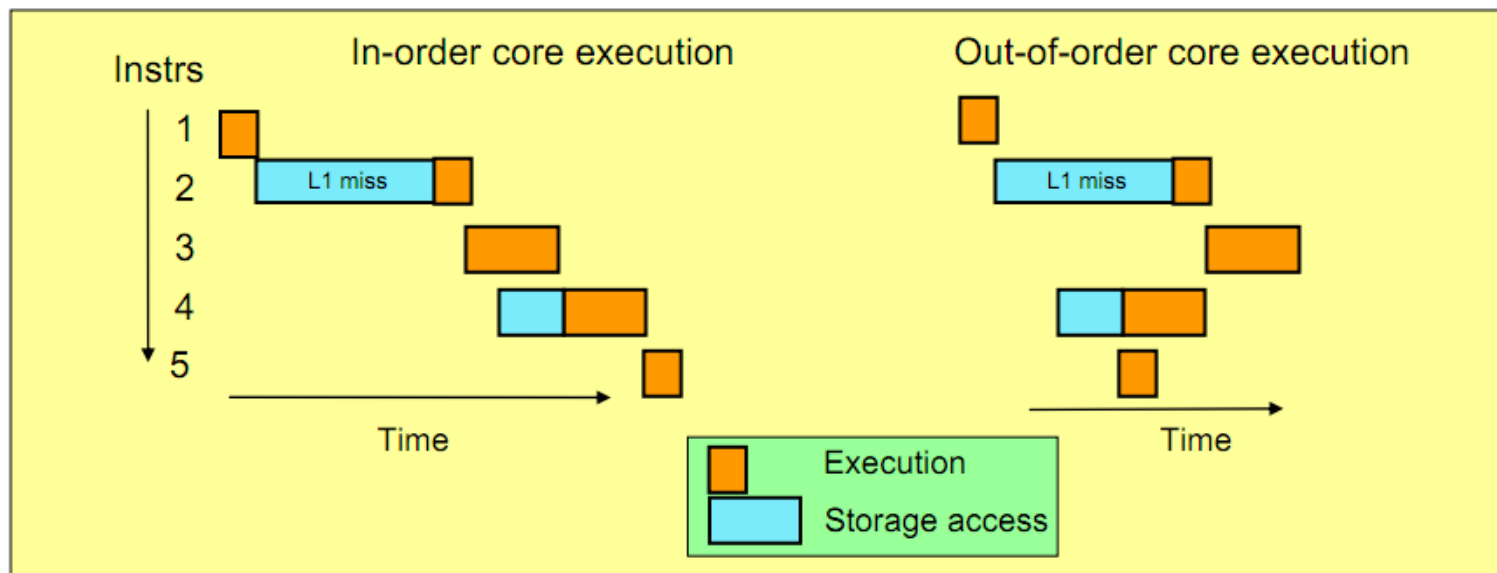 In-order core execution
Out-of-order core execution
Instrs
1
2
3
4
5
L1 miss
L1 miss
Time
Time
Execution
Storage access